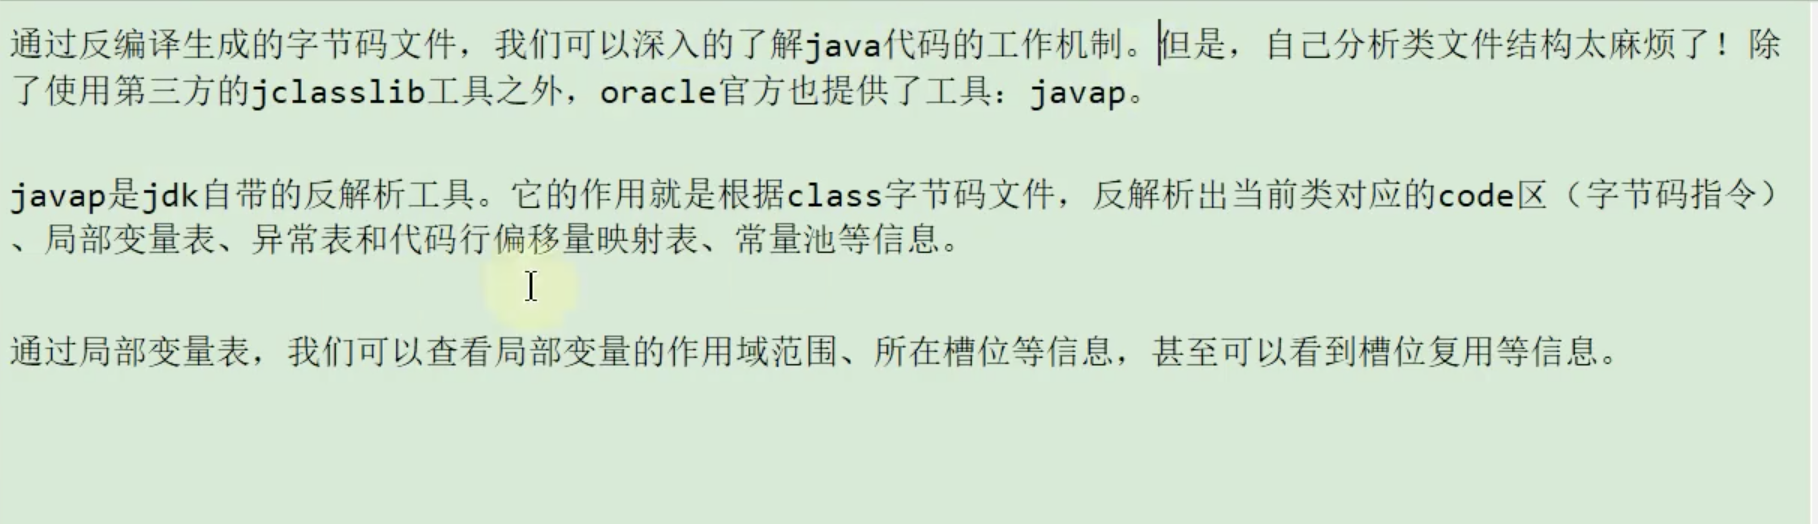 通过反编译生成的字节码文件，我们可以深入的了解java代码的工作机制。但是，自己分析类文件结构太麻烦了！除
了使用第三方的jclasslib工具之外，oracle官方也提供了工具：javap。
javap是jdk自带的反解析工具。它的作用就是根据class字节码文件，反解析出当前类对应的code区（字节码指令）
、局部变量表、异常表和代码行偏移量映射表、常量池等信息。
通过局部变量表，我们可以查看局部变量的作用域范围、所在槽位等信息，甚至可以看到槽位复用等信息。